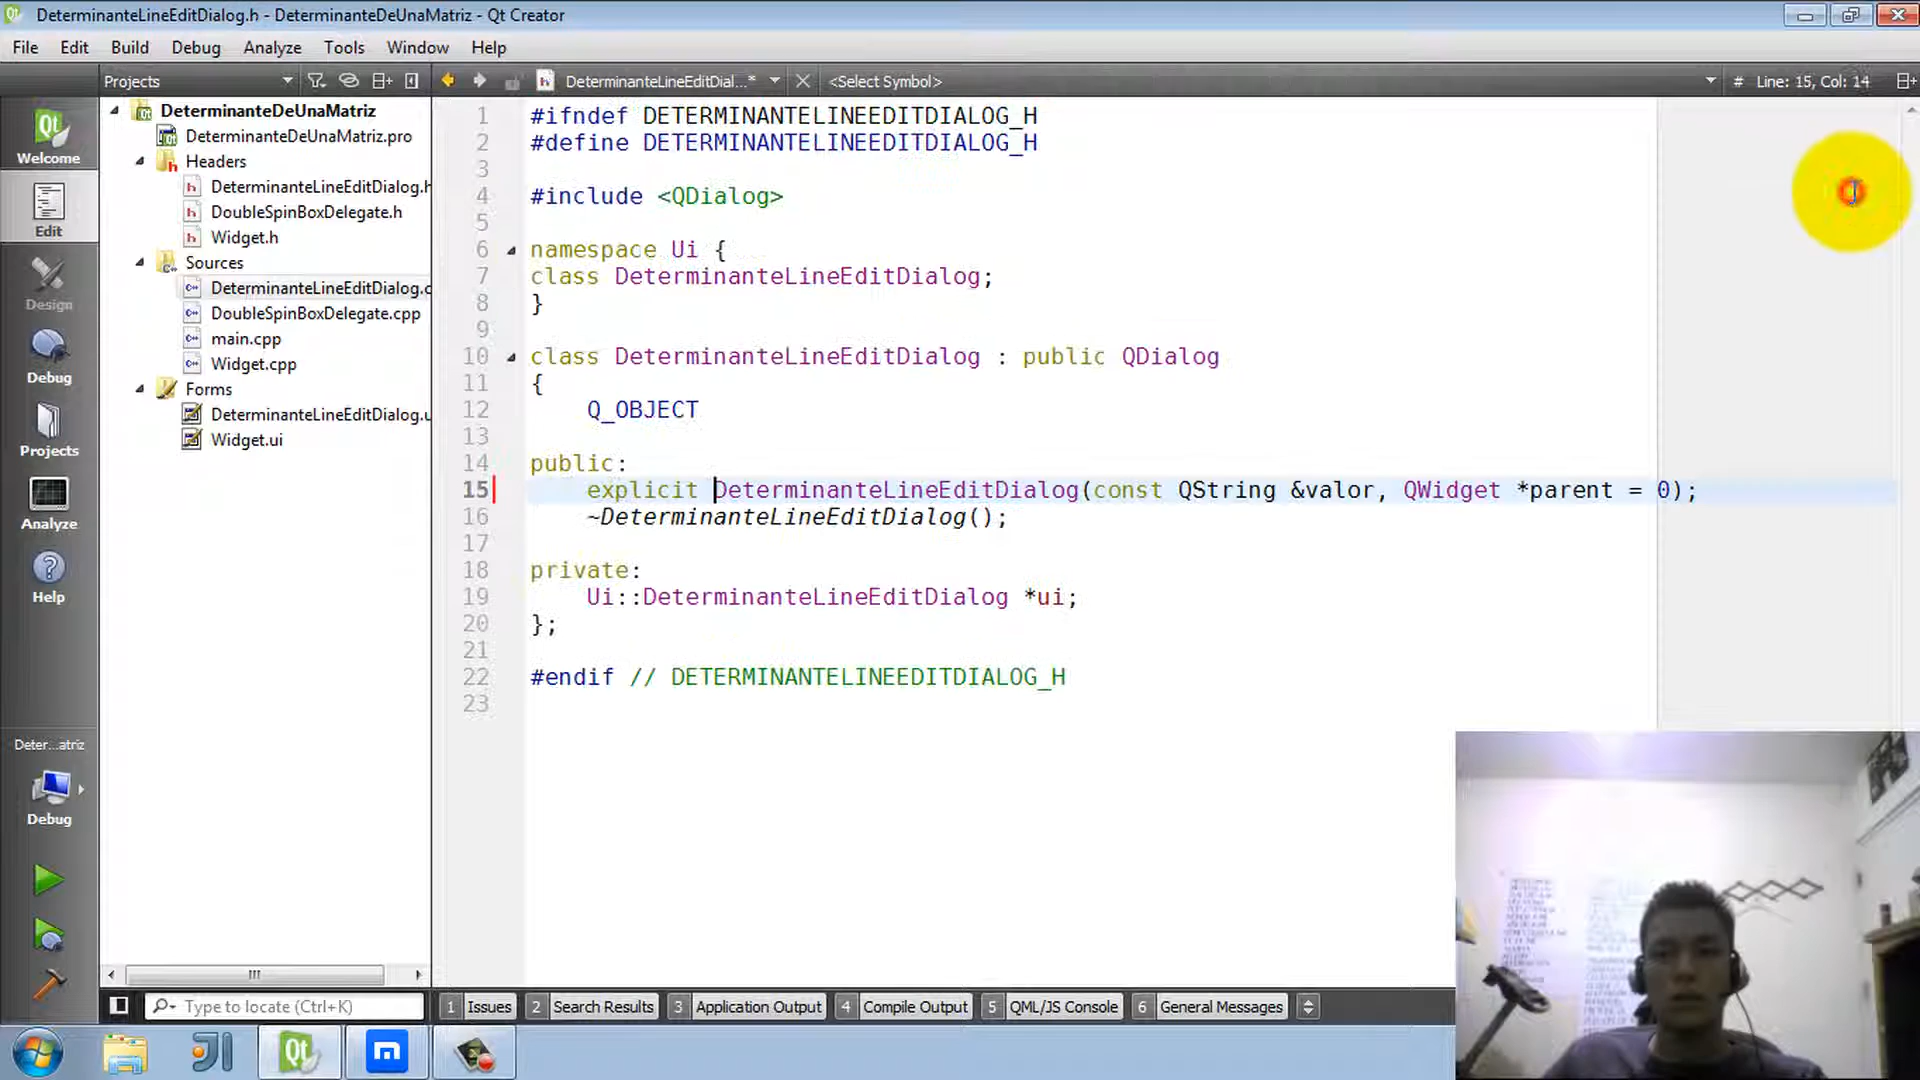 DeterminanteLineEditDialog.h - DeterminanteDeUnaMatriz - Qt Creator
File Edit Build Debug Analyze Tools Window Help
Projects DeterminanteLineEditDial...* <Select Symbol> # Line: 15, Col: 14
Welcome
Edit
Design
Debug
Projects
Analyze
Help
Deter...atriz
Debug
DeterminanteDeUnaMatriz
DeterminanteDeUnaMatriz.pro
Headers
DeterminanteLineEditDialog.h
DoubleSpinBoxDelegate.h
Widget.h
Sources
DeterminanteLineEditDialog.c
DoubleSpinBoxDelegate.cpp
main.cpp
Widget.cpp
Forms
DeterminanteLineEditDialog.u
Widget.ui
1 #ifndef DETERMINANTELINEEDITDIALOG_H
2 #define DETERMINANTELINEEDITDIALOG_H
3
4 #include <QDialog>
5
6 namespace Ui {
7 class DeterminanteLineEditDialog;
8 }
9
10 class DeterminanteLineEditDialog : public QDialog
11 {
12 Q_OBJECT
13
14 public:
15 explicit DeterminanteLineEditDialog(const QString &valor, QWidget *parent = 0);
16 ~DeterminanteLineEditDialog();
17
18 private:
19 Ui::DeterminanteLineEditDialog *ui;
20 };
21
22 #endif // DETERMINANTELINEEDITDIALOG_H
23
Type to locate (Ctrl+K) 1 Issues 2 Search Results 3 Application Output 4 Compile Output 5 QML/JS Console 6 General Messages